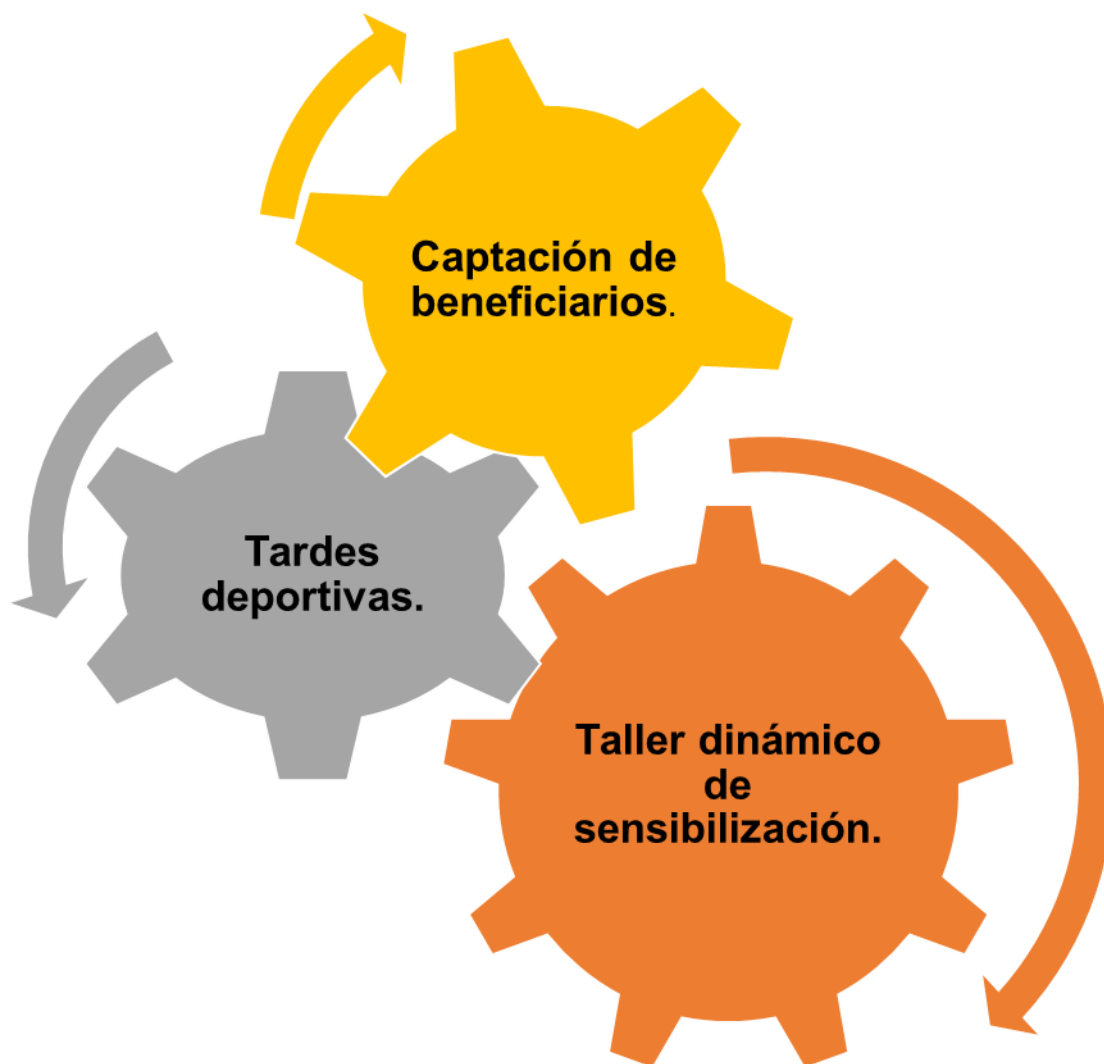 Captación de
beneficiarios.
Tardes
deportivas.
Taller dinámico
de
sensibilización.